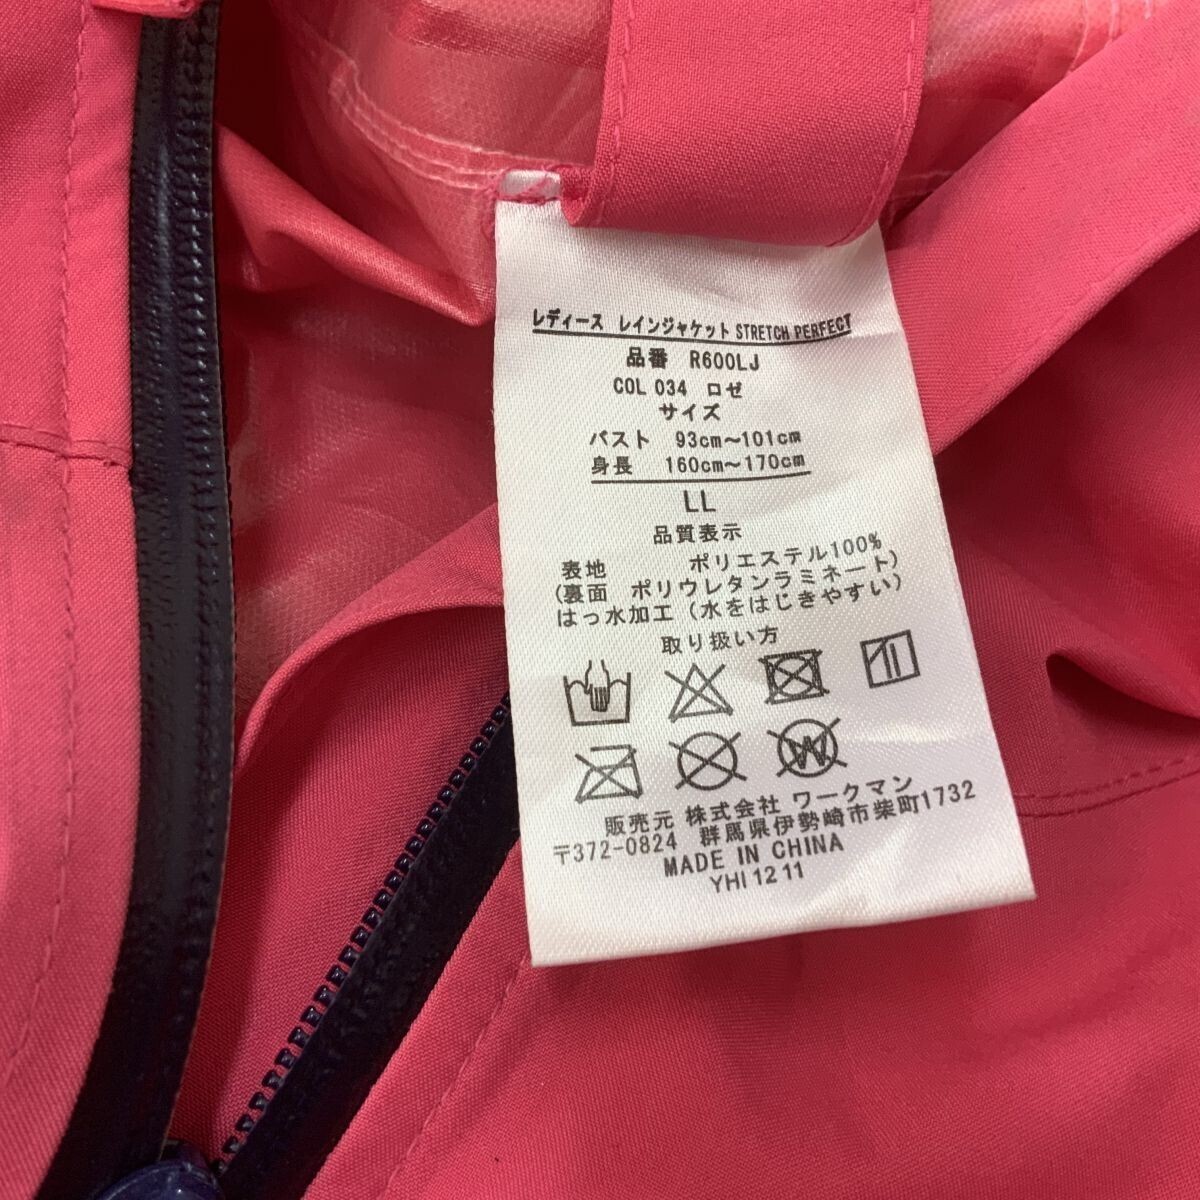 レディース レインジャケット STRETCH PERFECT
品番 R600LJ
COL 034 ロゼ
サイズ
バスト 93cm～101cm
身長 160cm～170cm
LL
品質表示
表地 ポリエステル100%
(裏面 ポリウレタンラミネート)
はっ水加工(水をはじきやすい)
取り扱い方
W
販売元 株式会社 ワークマン
〒372-0824 群馬県伊勢崎市柴町1732
MADE IN CHINA
YHI 12 11